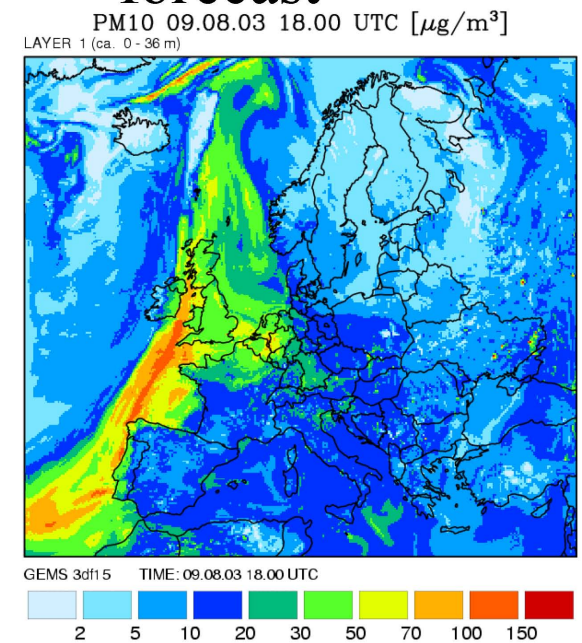 forecast
PM10 09.08.03 18.00 UTC [μg/m³]
LAYER 1 (ca. 0 - 36 m)
GEMS 3df15 TIME: 09.08.03 18.00 UTC
2 5 10 20 30 50 70 100 150